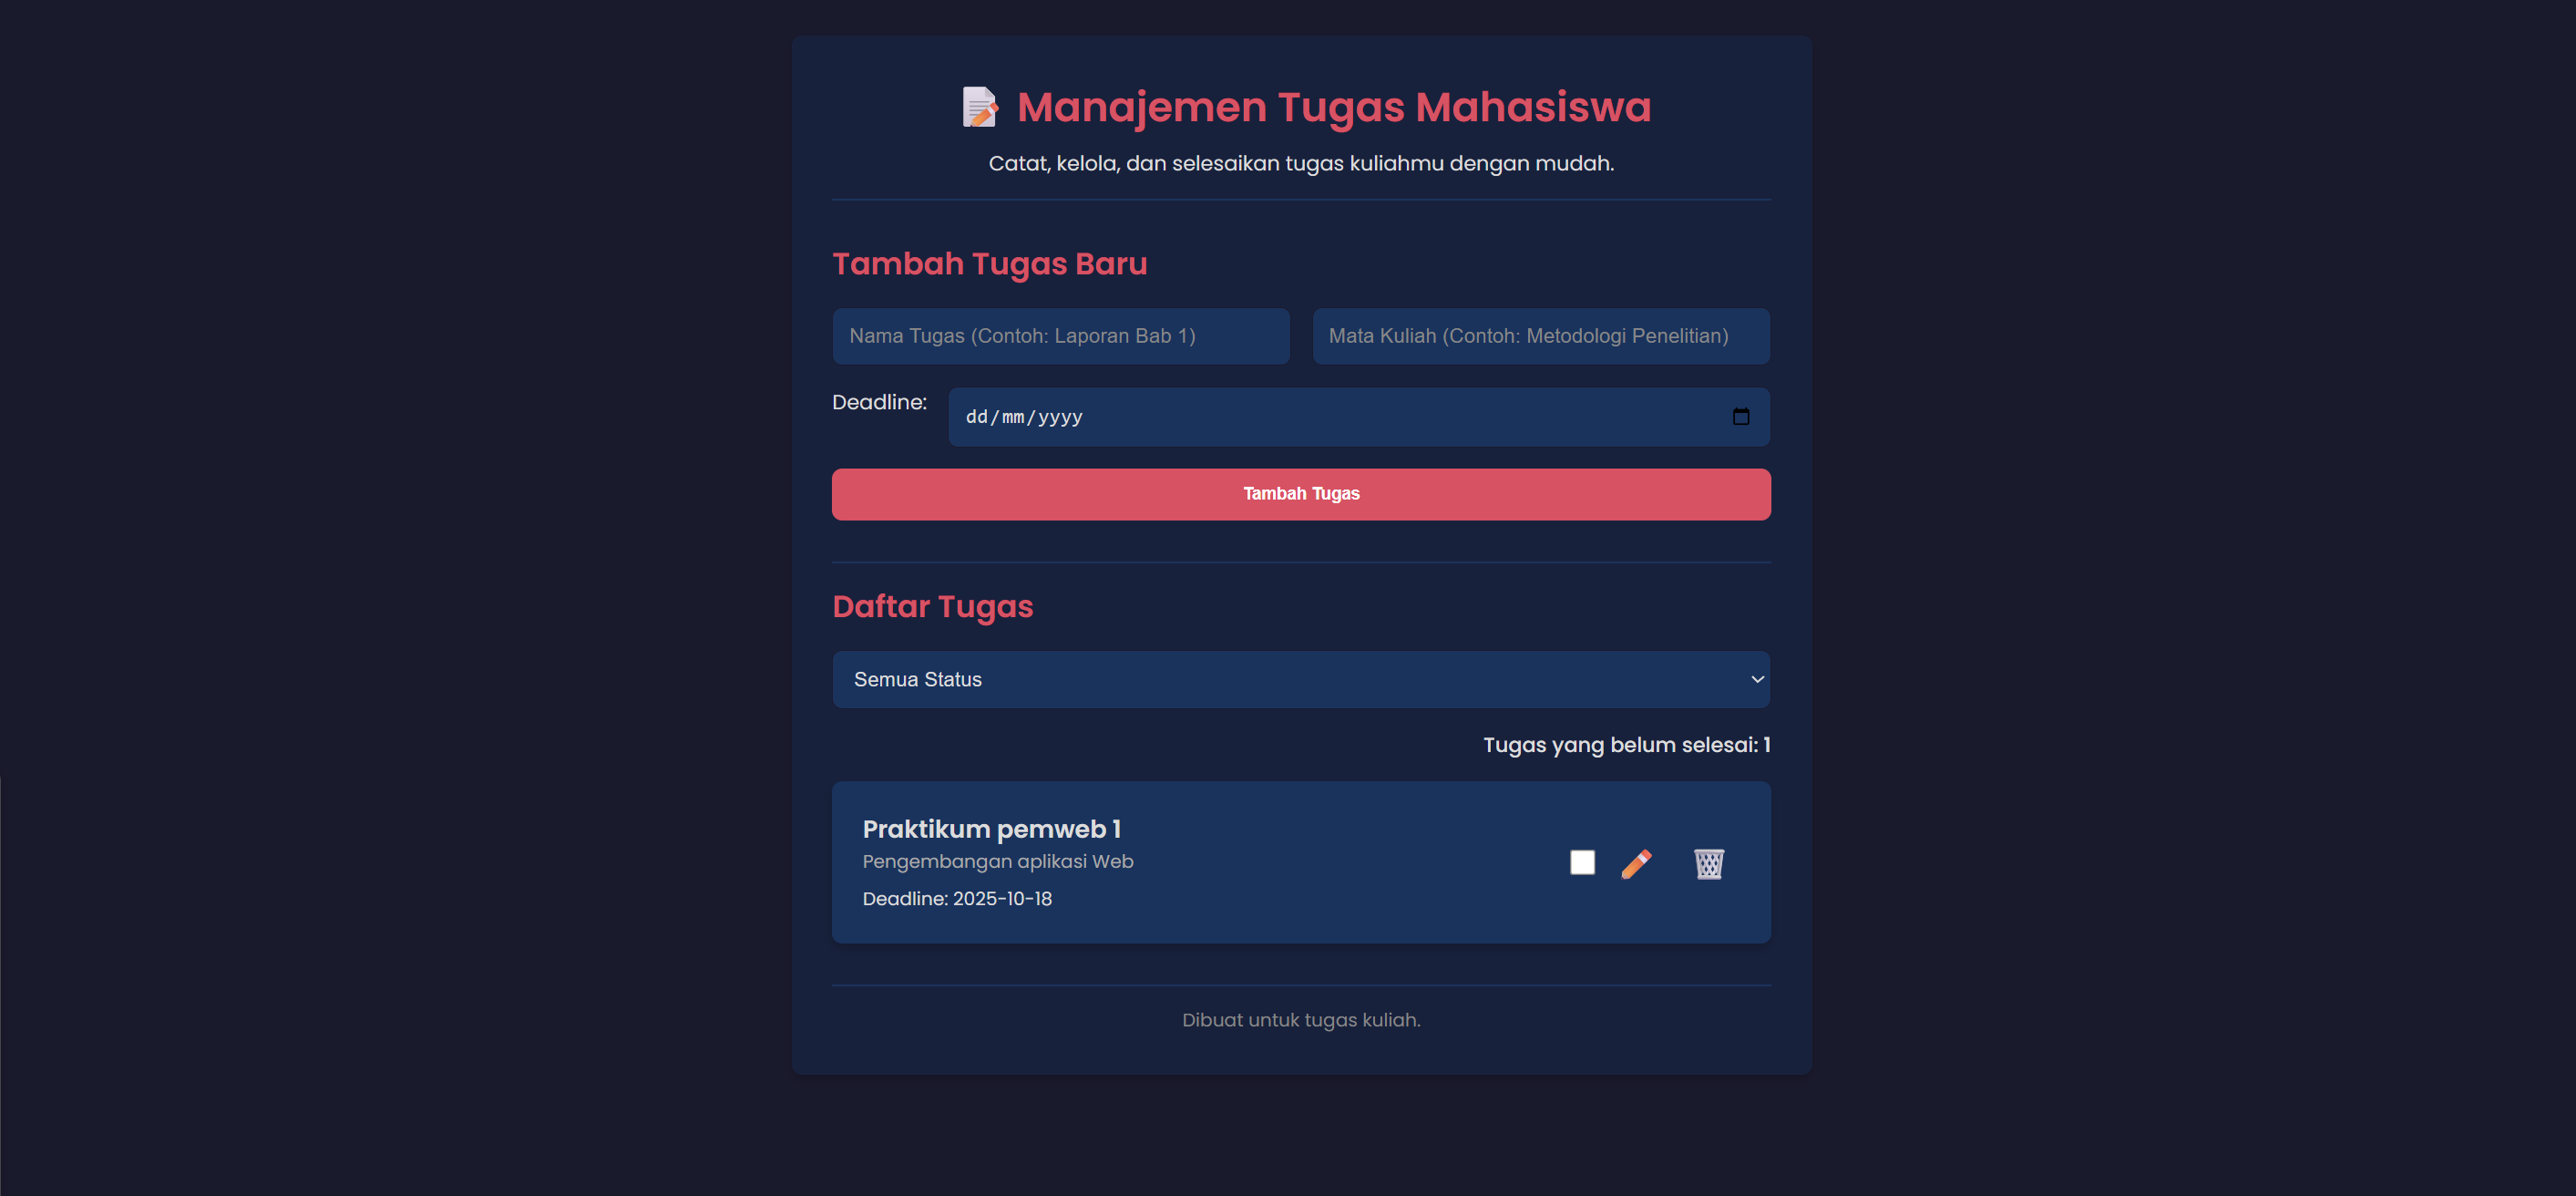 Manajemen Tugas Mahasiswa
Catat, kelola, dan selesaikan tugas kuliahmu dengan mudah.
Tambah Tugas Baru
Nama Tugas (Contoh: Laporan Bab 1)
Mata Kuliah (Contoh: Metodologi Penelitian)
Deadline:
dd/mm/yyyy
Tambah Tugas
Daftar Tugas
Semua Status
Tugas yang belum selesai: 1
Praktikum pemweb 1
Pengembangan aplikasi Web
Deadline: 2025-10-18
Dibuat untuk tugas kuliah.